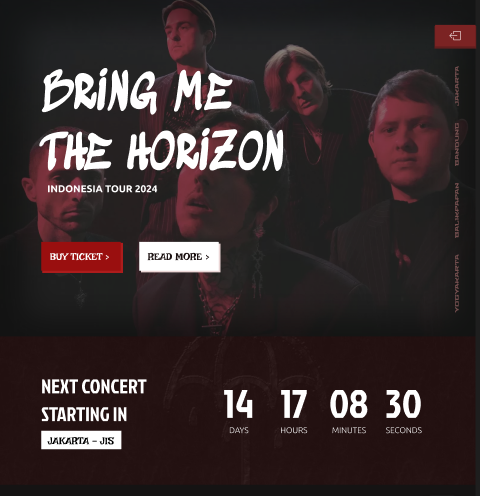 BRING ME
THE HORIZON
INDONESIA TOUR 2024
BUY TICKET >
READ MORE >
JAKARTA
BANDUNG
BALIKPAPAN
YOGYAKARTA
NEXT CONCERT
STARTING IN
JAKARTA - JIS
14 17 08 30
DAYS HOURS MINUTES SECONDS